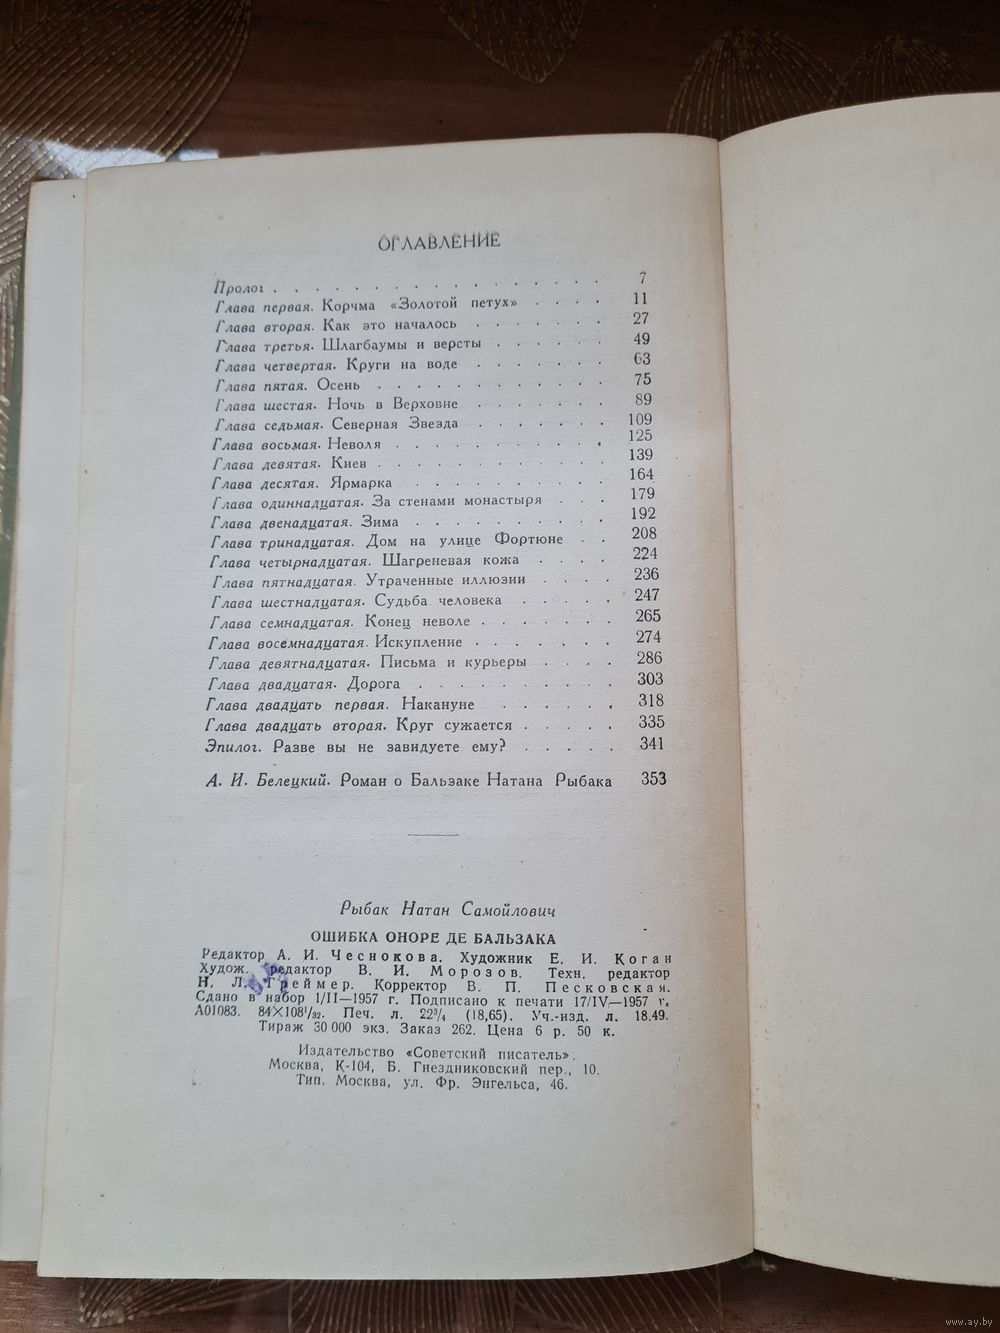 ОГЛАВЛЕНИЕ
Пролог . . . . . . . . . . . . . . . . . 7
Глава первая. Корчма «Золотой петух» . . . . 11
Глава вторая. Как это началось . . . . . . . 27
Глава третья. Шлагбаумы и версты . . . . . . 49
Глава четвертая. Круги на воде . . . . . . . 63
Глава пятая. Осень . . . . . . . . . . . . 75
Глава шестая. Ночь в Верховне . . . . . . . 89
Глава седьмая. Северная Звезда . . . . . . . 109
Глава восьмая. Неволя . . . . . . . . . . . 125
Глава девятая. Киев . . . . . . . . . . . . 139
Глава десятая. Ярмарка . . . . . . . . . . 164
Глава одиннадцатая. За стенами монастыря . . . 179
Глава двенадцатая. Зима . . . . . . . . . . 192
Глава тринадцатая. Дом на улице Фортюне . . 208
Глава четырнадцатая. Шагреневая кожа . . . . 224
Глава пятнадцатая. Утраченные иллюзии . . . . 236
Глава шестнадцатая. Судьба человека . . . . . 247
Глава семнадцатая. Конец неволе . . . . . . . 265
Глава восемнадцатая. Искупление . . . . . . . 274
Глава девятнадцатая. Письма и курьеры . . . . 286
Глава двадцатая. Дорога . . . . . . . . . . 303
Глава двадцать первая. Накануне . . . . . . 318
Глава двадцать вторая. Круг сужается . . . . . 335
Эпилог. Разве вы не завидуете ему? . . . . . 341
А. И. Белецкий. Роман о Бальзаке Натана Рыбака 353
Рыбак Натан Самойлович
ОШИБКА ОНОРЕ ДЕ БАЛЬЗАКА
Редактор А. И. Чеснокова. Художник Е. И. Коган
Худож. редактор В. И. Морозов. Техн. редактор
Н. Л. Греймер. Корректор В. П. Песковская.
Сдано в набор 1/II—1957 г. Подписано к печати 17/IV—1957 г.
А01083. 84×108¹/₃₂. Печ. л. 22³/₄ (18,65). Уч.-изд. л. 18.49.
Тираж 30 000 экз. Заказ 262. Цена 6 р. 50 к.
Издательство «Советский писатель».
Москва, К-104, Б. Гнездниковский пер., 10.
Тип. Москва, ул. Фр. Энгельса, 46.
www.ay.by